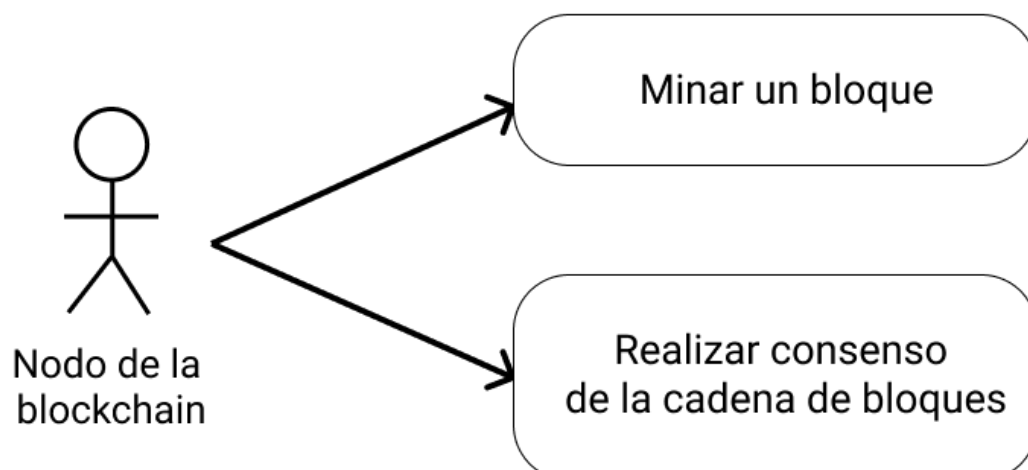 Minar un bloque
Nodo de la
blockchain
Realizar consenso
de la cadena de bloques